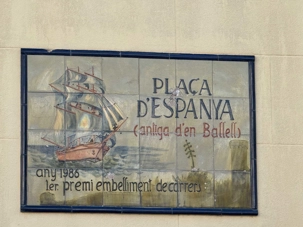 PLAÇA
D'ESPANYA
(antiga d'en Ballell)
any 1988
1er premi embelliment de carrers